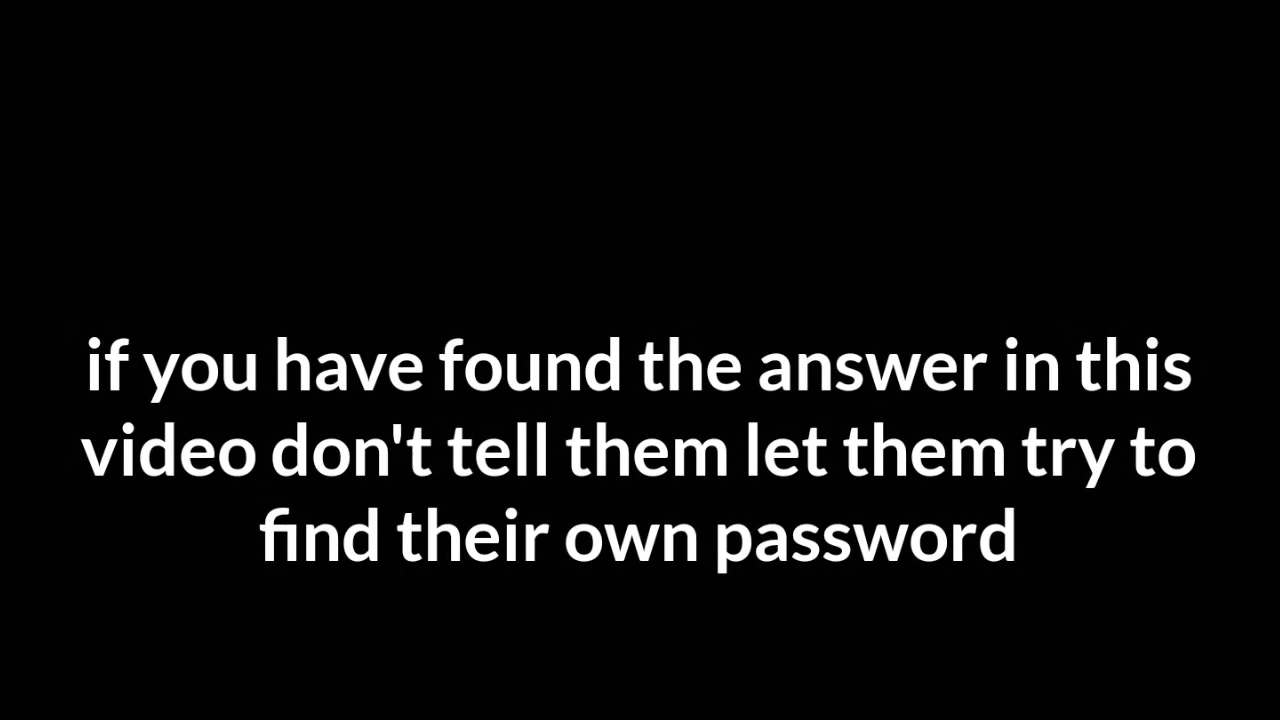 if you have found the answer in this
video don't tell them let them try to
find their own password